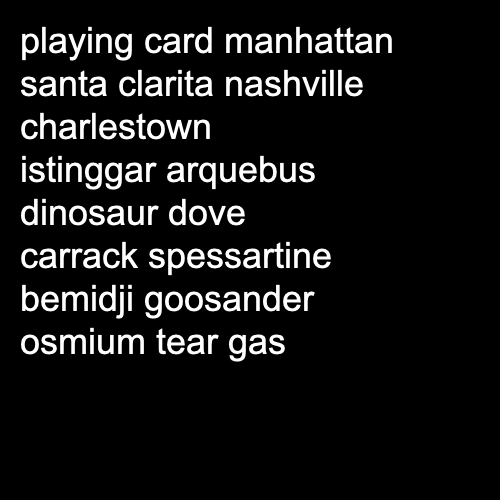 playing card manhattan
santa clarita nashville
charlestown
istinggar arquebus
dinosaur dove
carrack spessartine
bemidji goosander
osmium tear gas